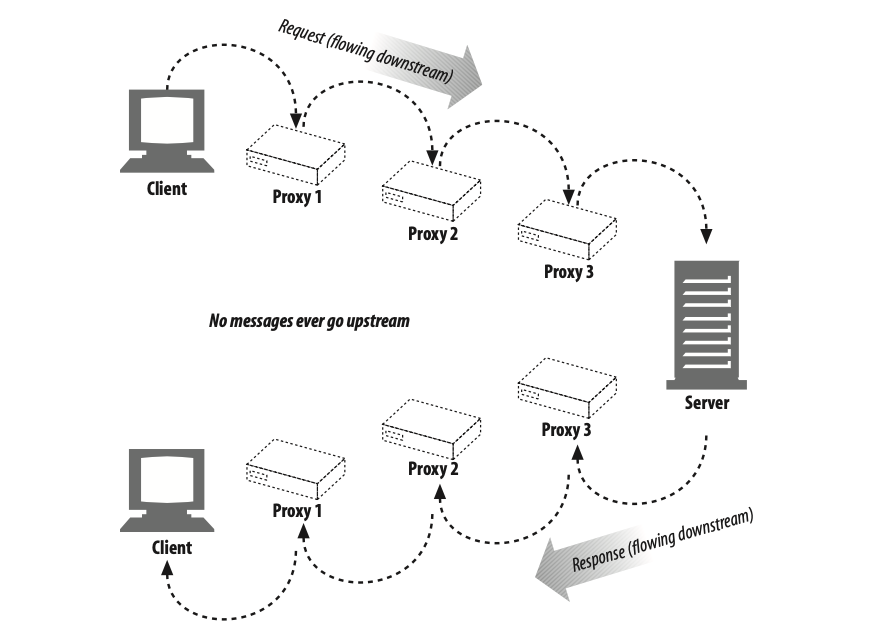 Request (flowing downstream)
Client
Proxy 1
Proxy 2
Proxy 3
No messages ever go upstream
Server
Proxy 3
Proxy 2
Proxy 1
Client
Response (flowing downstream)